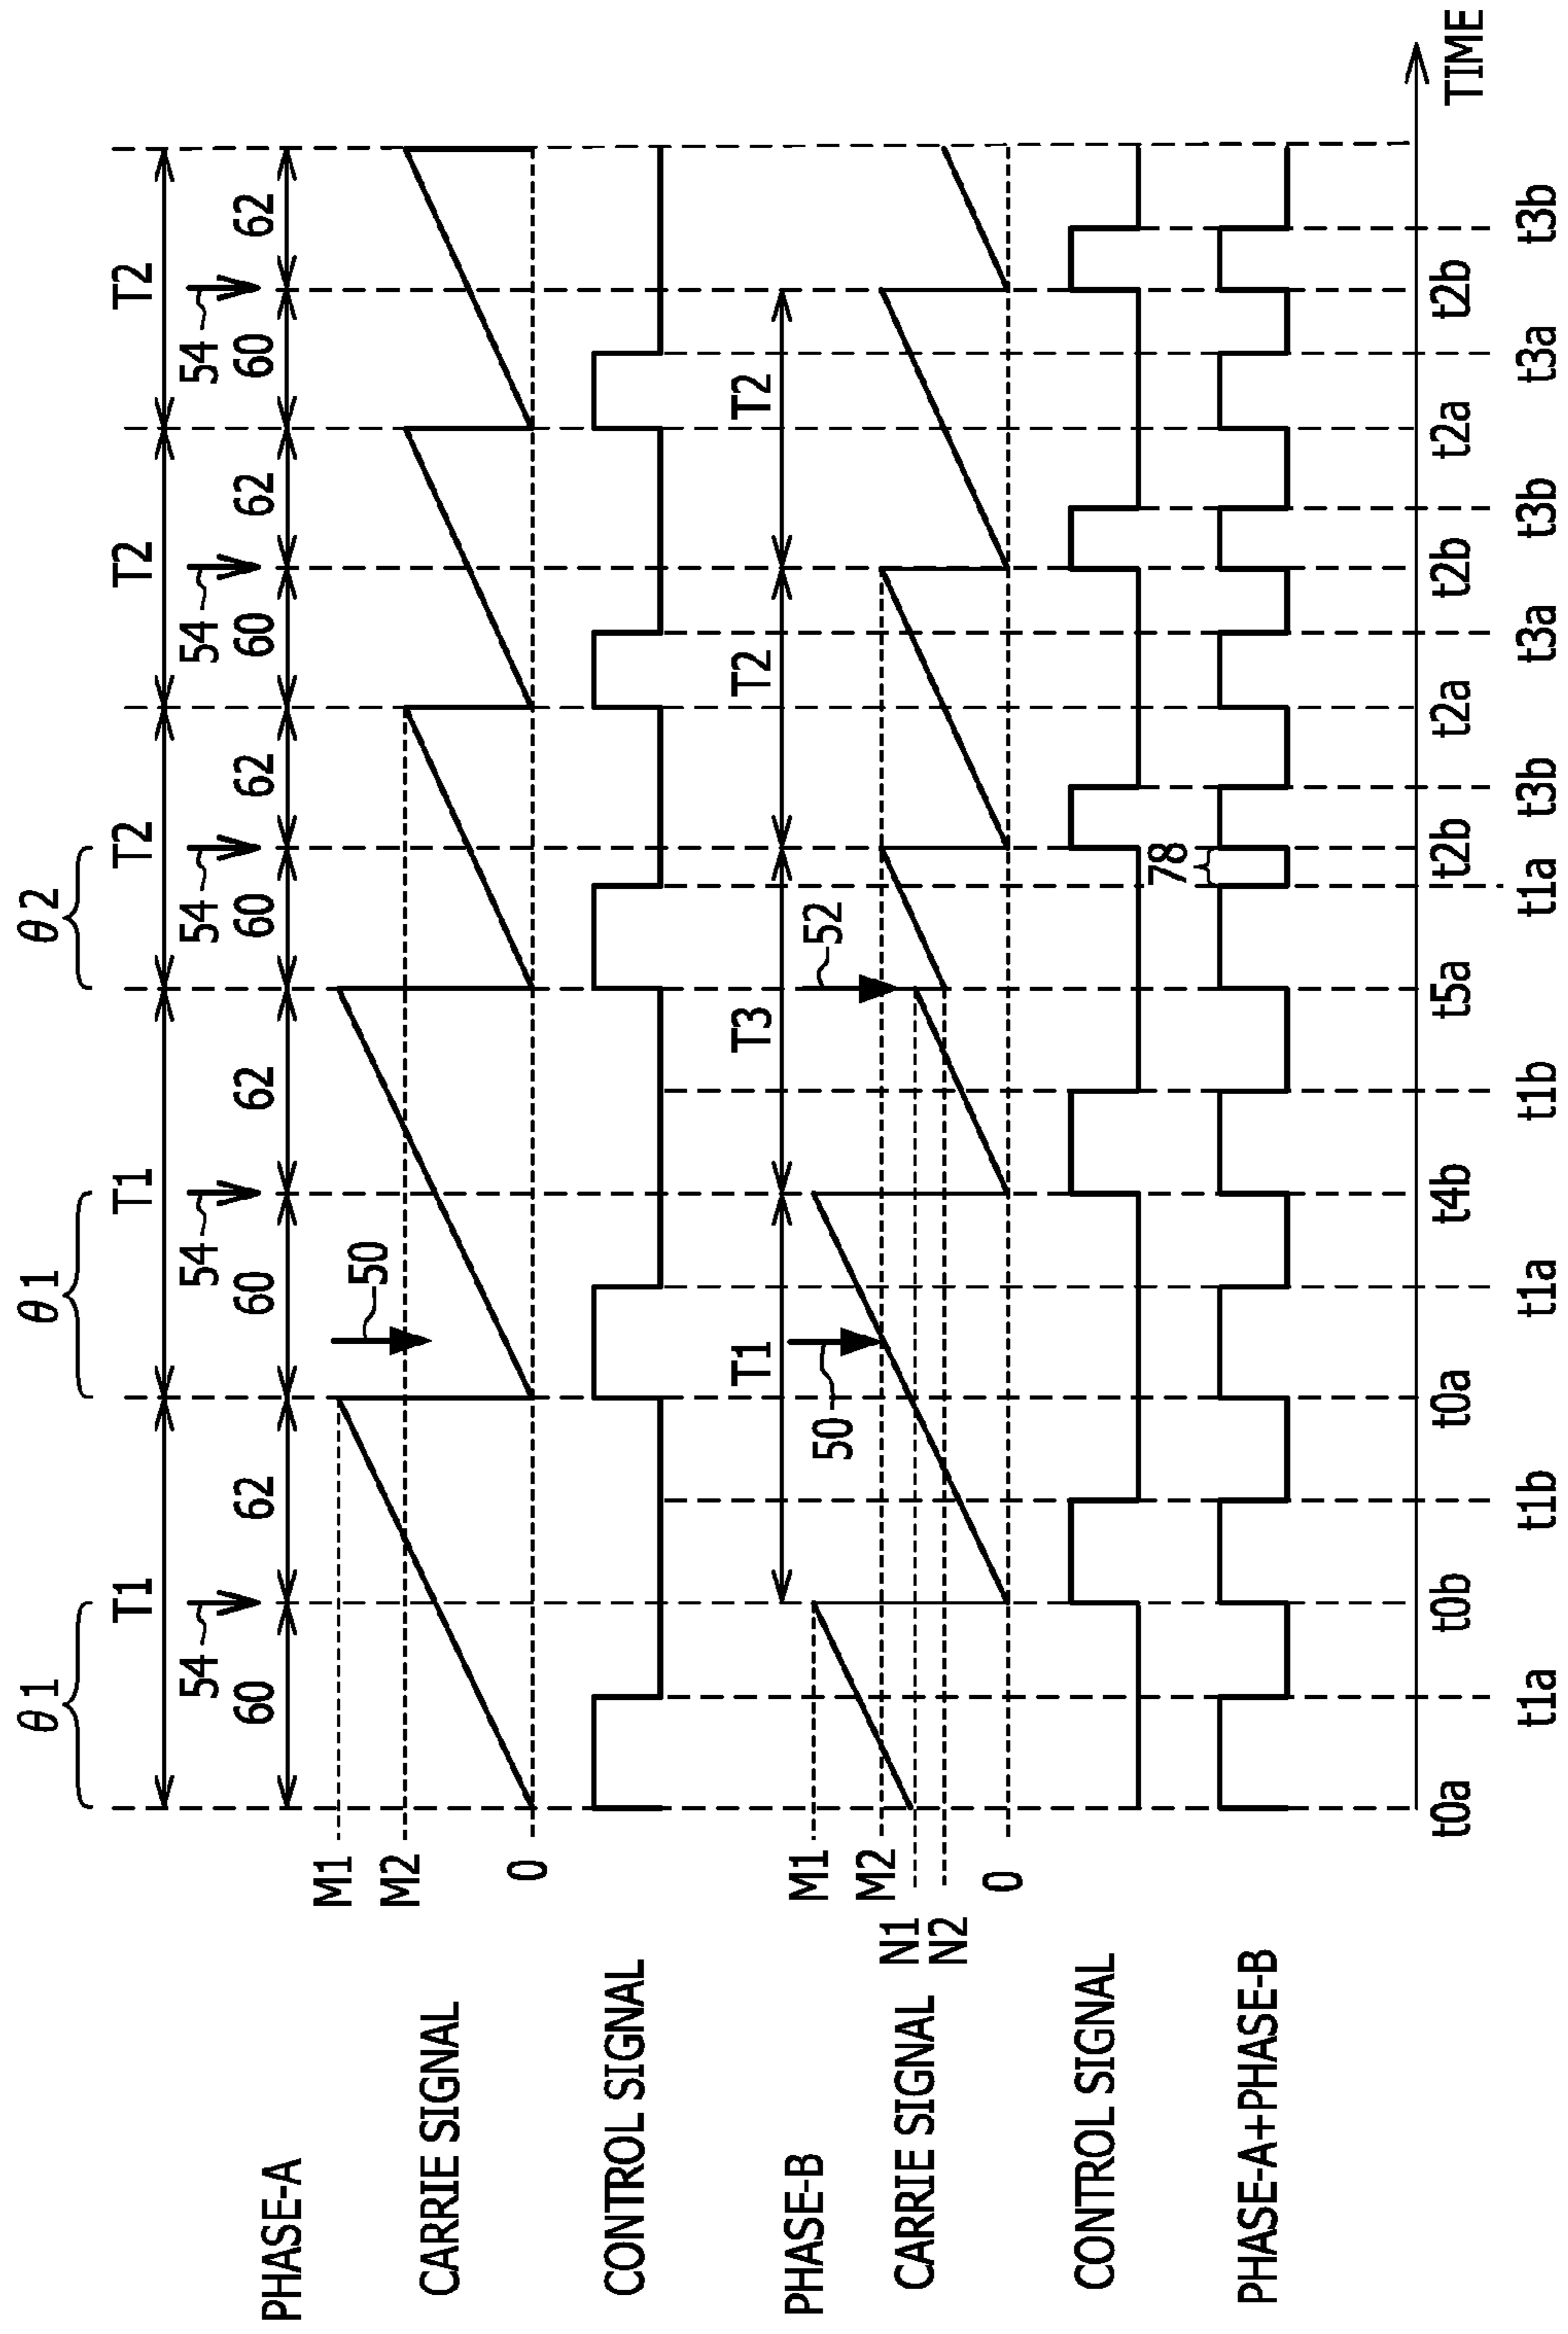 θ1 θ1 θ2
T1 T1 T2 T2 T2
54 54 54 54 54
60 62 60 62 60 62 60 62 60 62
PHASE-A
50
M1
M2
CARRIE SIGNAL
0
CONTROL SIGNAL
T1 T3 T2 T2
PHASE-B
50 52
M1
M2
N1
CARRIE SIGNAL
N2
0
CONTROL SIGNAL
78
PHASE-A+PHASE-B
t0a t0b t0a t4b t5a t2b t2a t2b t2a t2b
TIME
t1a t1b t1a t1b t1a t3b t3a t3b t3a t3b